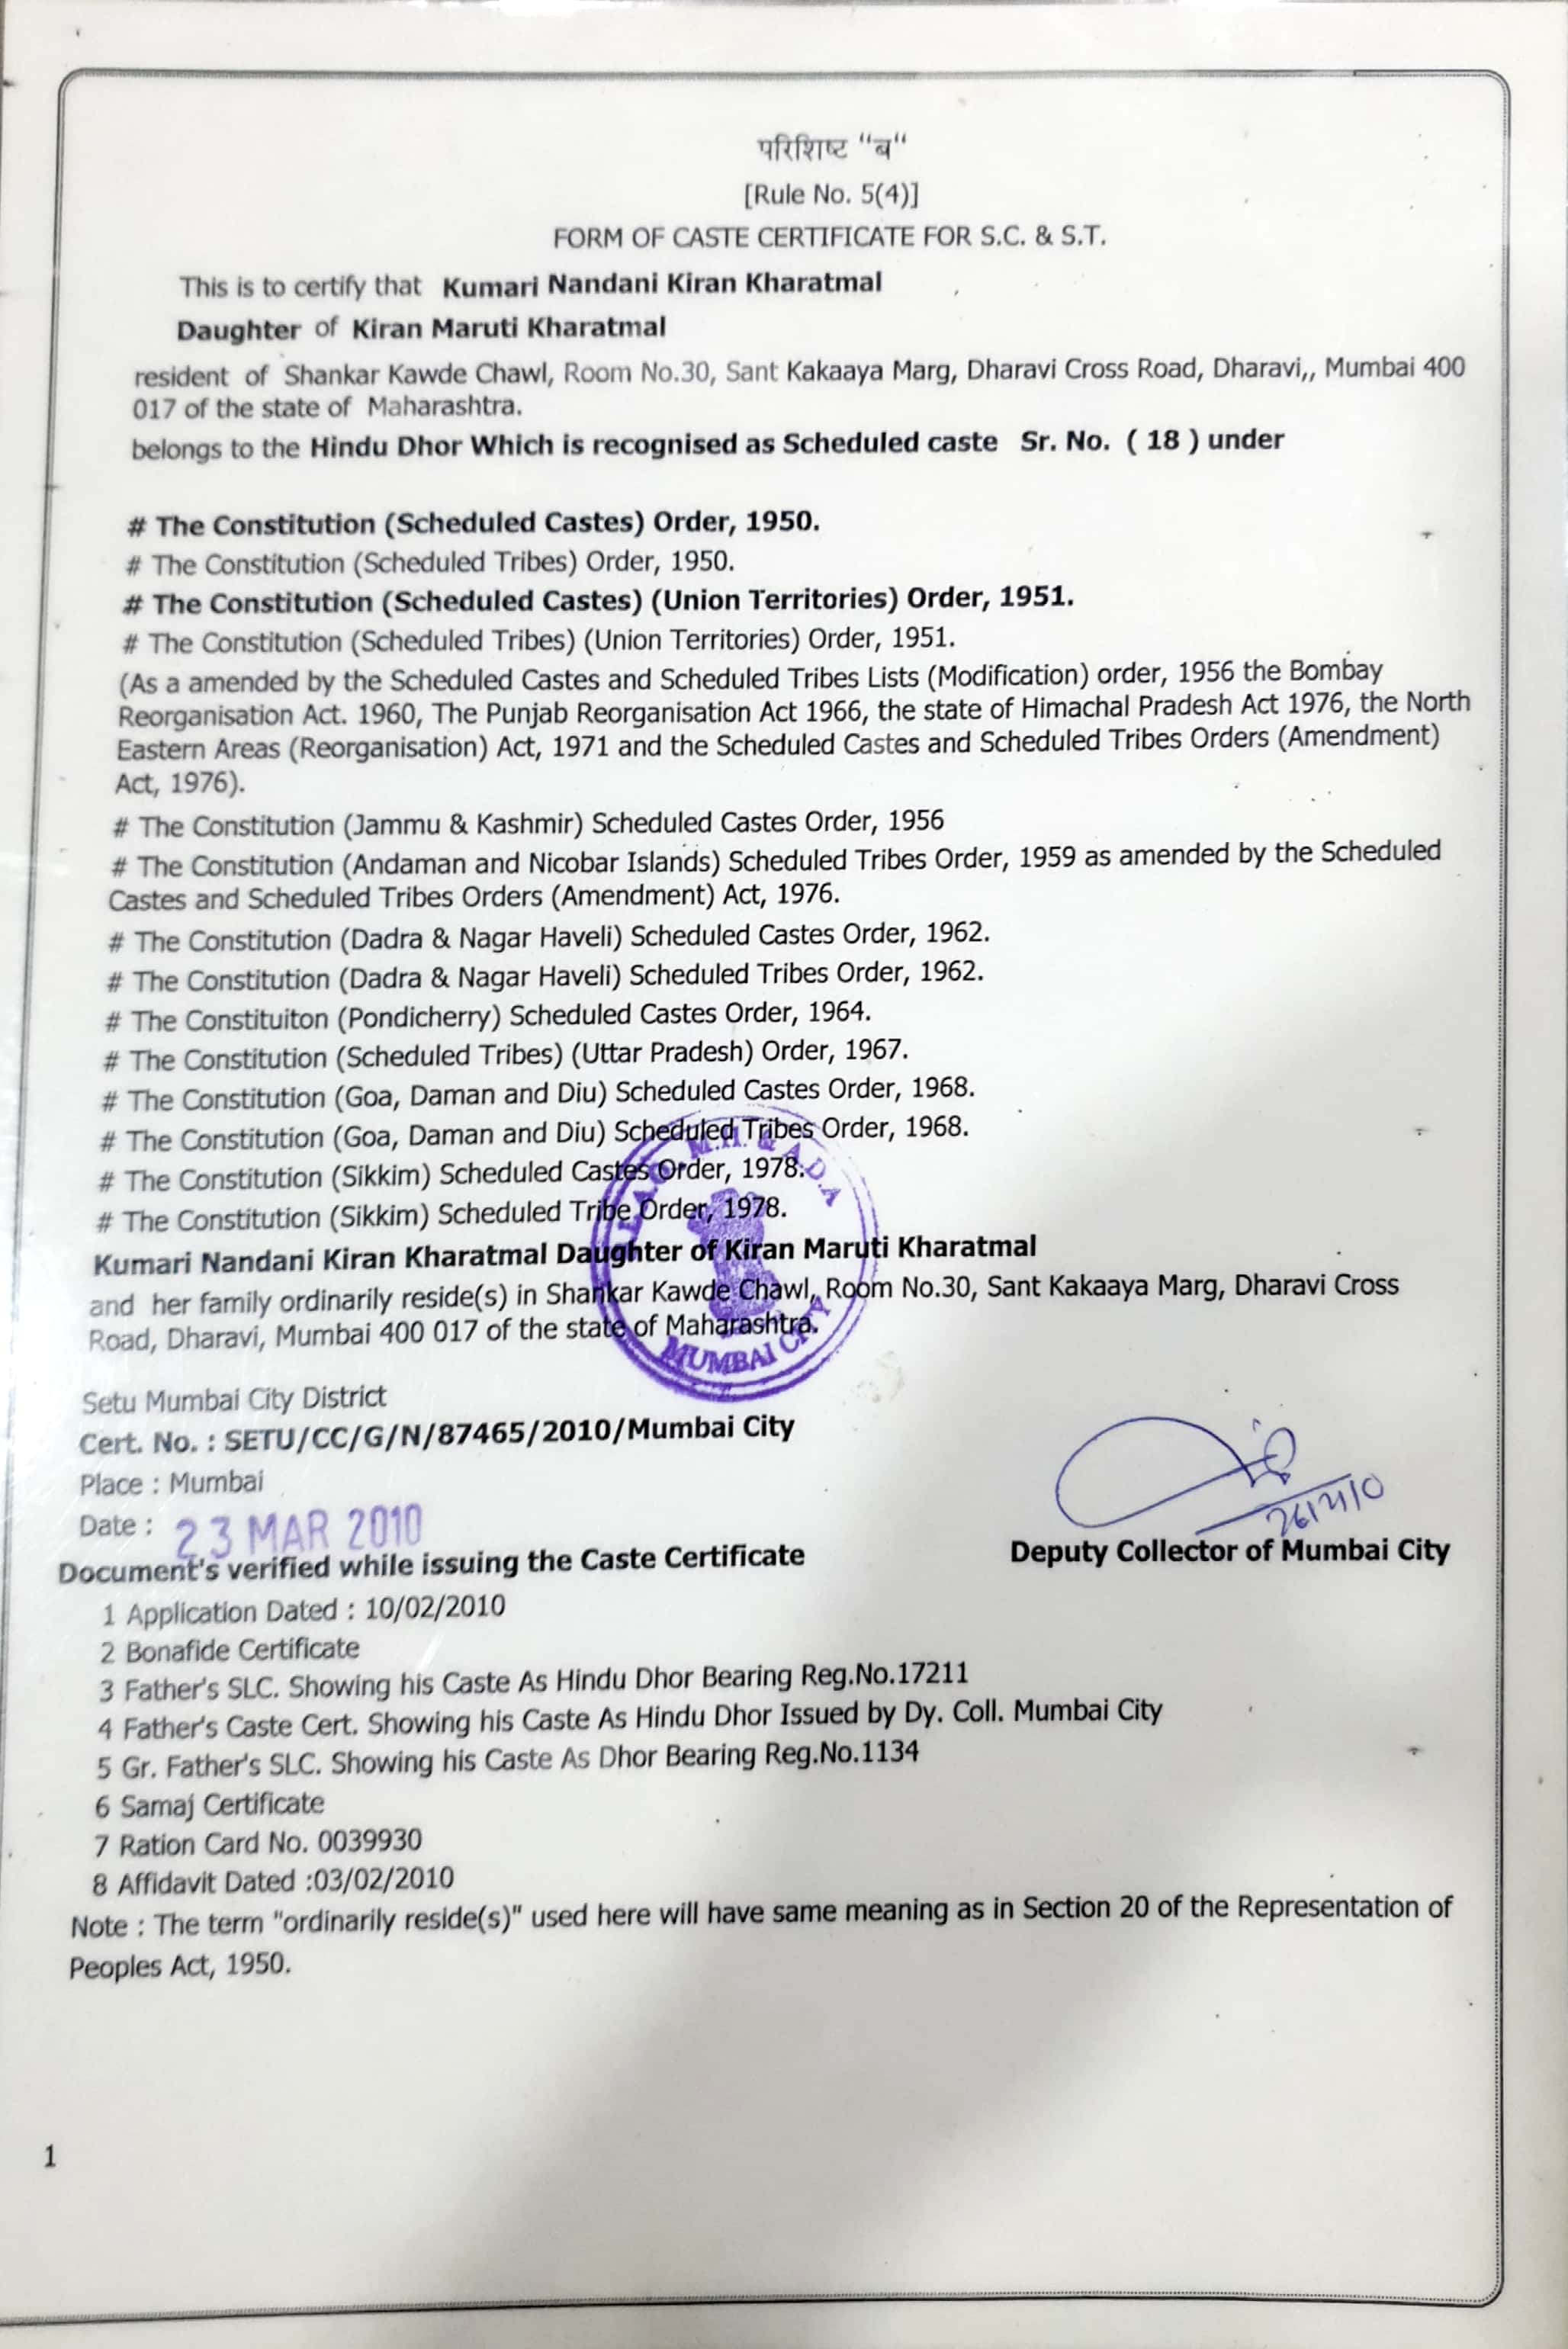 परिशिष्ट "ब"
[Rule No. 5(4)]
FORM OF CASTE CERTIFICATE FOR S.C. & S.T.
This is to certify that Kumari Nandani Kiran Kharatmal
Daughter of Kiran Maruti Kharatmal
resident of Shankar Kawde Chawl, Room No.30, Sant Kakaaya Marg, Dharavi Cross Road, Dharavi,, Mumbai 400
017 of the state of Maharashtra.
belongs to the Hindu Dhor Which is recognised as Scheduled caste Sr. No. ( 18 ) under
# The Constitution (Scheduled Castes) Order, 1950.
# The Constitution (Scheduled Tribes) Order, 1950.
# The Constitution (Scheduled Castes) (Union Territories) Order, 1951.
# The Constitution (Scheduled Tribes) (Union Territories) Order, 1951.
(As a amended by the Scheduled Castes and Scheduled Tribes Lists (Modification) order, 1956 the Bombay
Reorganisation Act. 1960, The Punjab Reorganisation Act 1966, the state of Himachal Pradesh Act 1976, the North
Eastern Areas (Reorganisation) Act, 1971 and the Scheduled Castes and Scheduled Tribes Orders (Amendment)
Act, 1976).
# The Constitution (Jammu & Kashmir) Scheduled Castes Order, 1956
# The Constitution (Andaman and Nicobar Islands) Scheduled Tribes Order, 1959 as amended by the Scheduled
Castes and Scheduled Tribes Orders (Amendment) Act, 1976.
# The Constitution (Dadra & Nagar Haveli) Scheduled Castes Order, 1962.
# The Constitution (Dadra & Nagar Haveli) Scheduled Tribes Order, 1962.
# The Constituiton (Pondicherry) Scheduled Castes Order, 1964.
# The Constitution (Scheduled Tribes) (Uttar Pradesh) Order, 1967.
# The Constitution (Goa, Daman and Diu) Scheduled Castes Order, 1968.
# The Constitution (Goa, Daman and Diu) Scheduled Tribes Order, 1968.
# The Constitution (Sikkim) Scheduled Castes Order, 1978.
# The Constitution (Sikkim) Scheduled Tribe Order, 1978.
M.H. & A.D.A
MUMBAI CITY
Kumari Nandani Kiran Kharatmal Daughter of Kiran Maruti Kharatmal
and her family ordinarily reside(s) in Shankar Kawde Chawl, Room No.30, Sant Kakaaya Marg, Dharavi Cross
Road, Dharavi, Mumbai 400 017 of the state of Maharashtra.
Setu Mumbai City District
Cert. No. : SETU/CC/G/N/87465/2010/Mumbai City
Place : Mumbai
Date : 23 MAR 2010
Deputy Collector of Mumbai City
Document's verified while issuing the Caste Certificate
1 Application Dated : 10/02/2010
2 Bonafide Certificate
3 Father's SLC. Showing his Caste As Hindu Dhor Bearing Reg.No.17211
4 Father's Caste Cert. Showing his Caste As Hindu Dhor Issued by Dy. Coll. Mumbai City
5 Gr. Father's SLC. Showing his Caste As Dhor Bearing Reg.No.1134
6 Samaj Certificate
7 Ration Card No. 0039930
8 Affidavit Dated :03/02/2010
Note : The term "ordinarily reside(s)" used here will have same meaning as in Section 20 of the Representation of
Peoples Act, 1950.
1